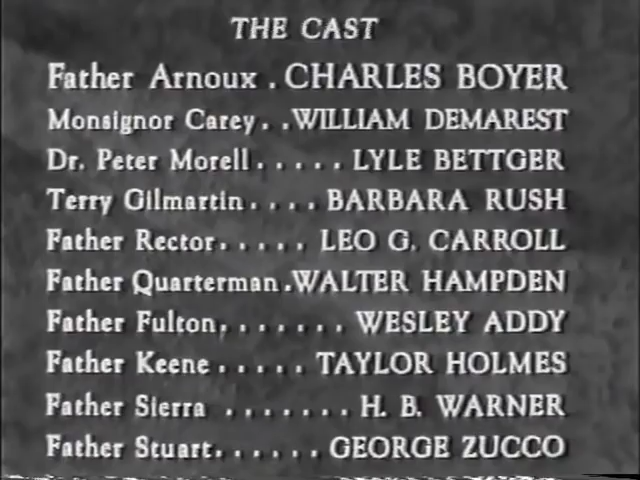 THE CAST
Father Arnoux . CHARLES BOYER
Monsignor Carey. .WILLIAM DEMAREST
Dr. Peter Morell . . . . . LYLE BETTGER
Terry Gilmartin. . . . BARBARA RUSH
Father Rector. . . . . LEO G. CARROLL
Father Quarterman.WALTER HAMPDEN
Father Fulton. . . . . . . WESLEY ADDY
Father Keene . . . . . TAYLOR HOLMES
Father Sierra . . . . . . . H. B. WARNER
Father Stuart. . . . . . GEORGE ZUCCO